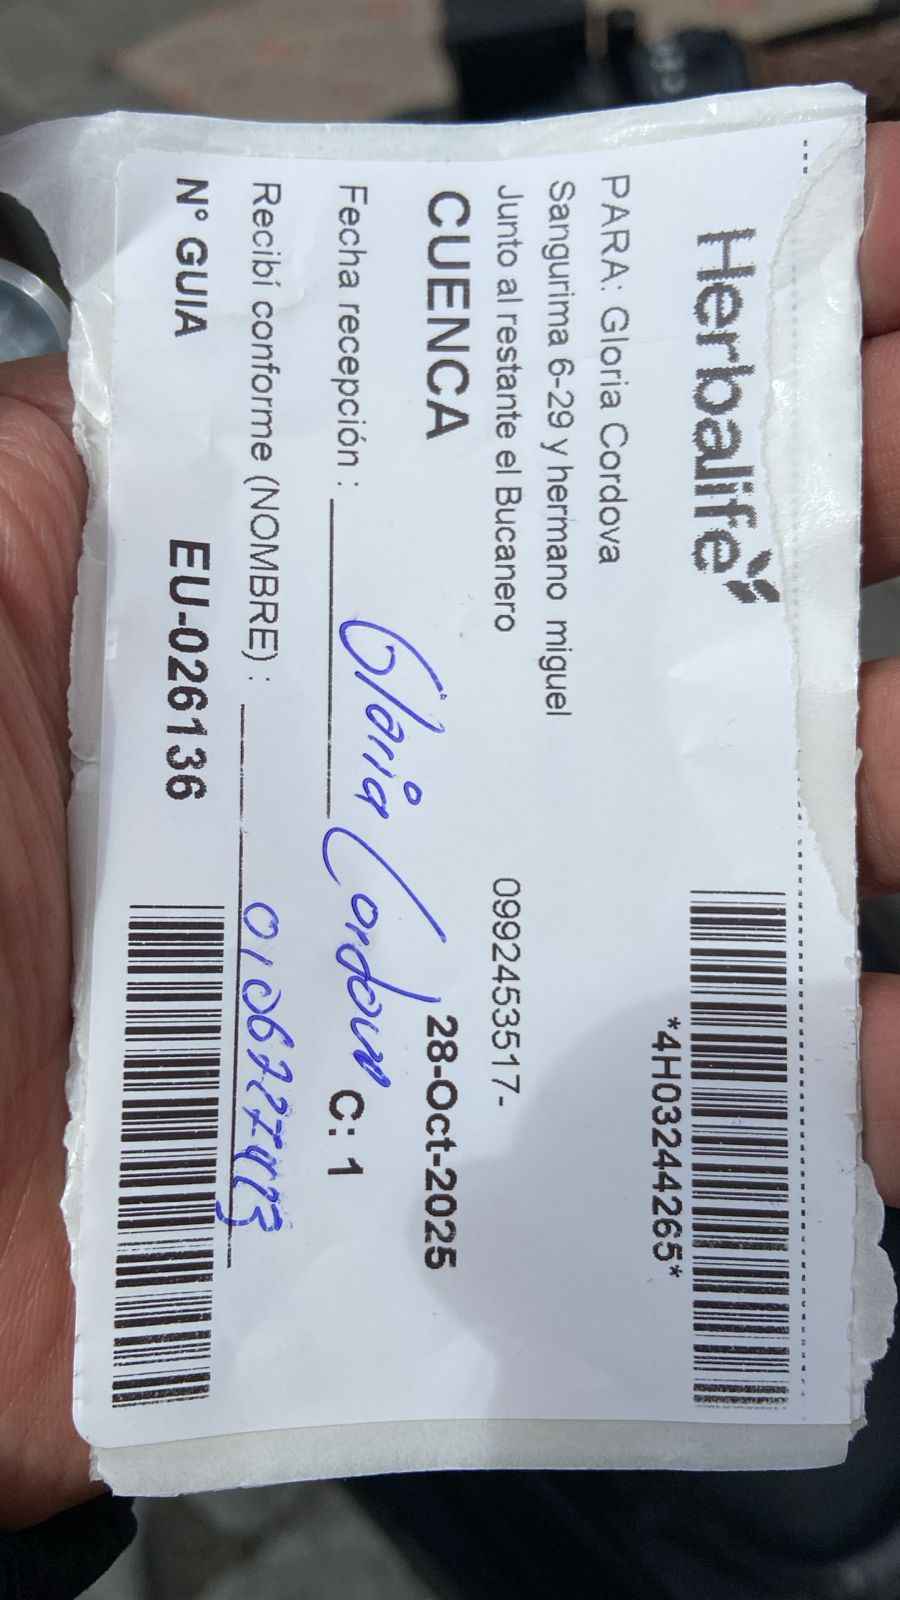 Herbalife
*4H03244265*
PARA: Gloria Cordova
Sangurima 6-29 y hermano miguel
Junto al restante el Bucanero
0992453517-
CUENCA
28-Oct-2025
Fecha recepción :
Gloria Cordova
C: 1
Recibí conforme (NOMBRE) :
N° GUIA
EU-026136